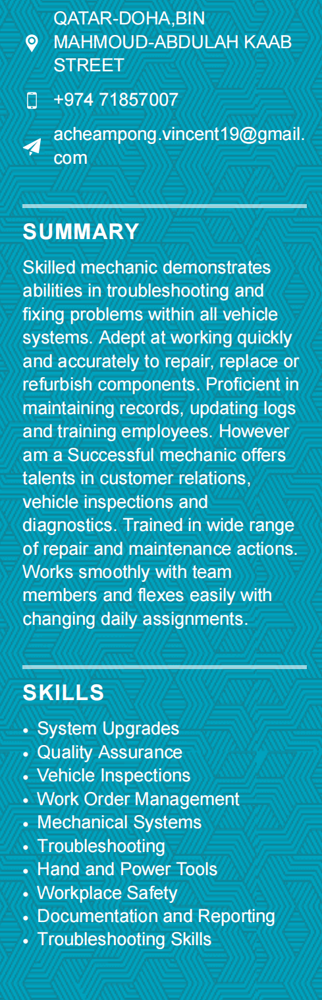 QATAR-DOHA,BIN
MAHMOUD-ABDULAH KAAB
STREET
+974 71857007
acheampong.vincent19@gmail.
com
SUMMARY
Skilled mechanic demonstrates
abilities in troubleshooting and
fixing problems within all vehicle
systems. Adept at working quickly
and accurately to repair, replace or
refurbish components. Proficient in
maintaining records, updating logs
and training employees. However
am a Successful mechanic offers
talents in customer relations,
vehicle inspections and
diagnostics. Trained in wide range
of repair and maintenance actions.
Works smoothly with team
members and flexes easily with
changing daily assignments.
SKILLS
• System Upgrades
• Quality Assurance
• Vehicle Inspections
• Work Order Management
• Mechanical Systems
• Troubleshooting
• Hand and Power Tools
• Workplace Safety
• Documentation and Reporting
• Troubleshooting Skills